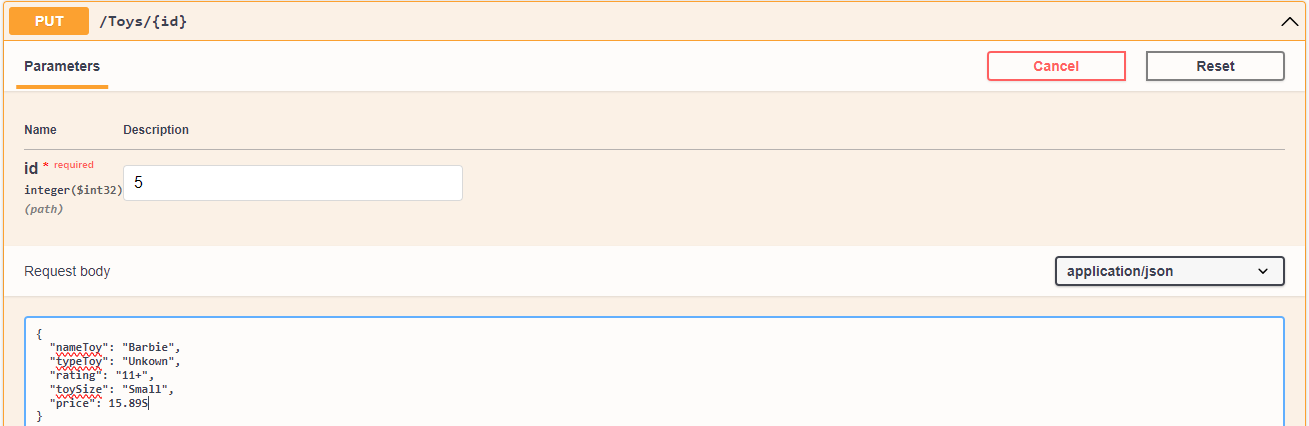 PUT /Toys/{id}
Parameters
Cancel
Reset
Name Description
id * required
integer($int32)
(path)
5
Request body
application/json
{
"nameToy": "Barbie",
"typeToy": "Unkown",
"rating": "11+",
"toySize": "Small",
"price": 15.89S
}